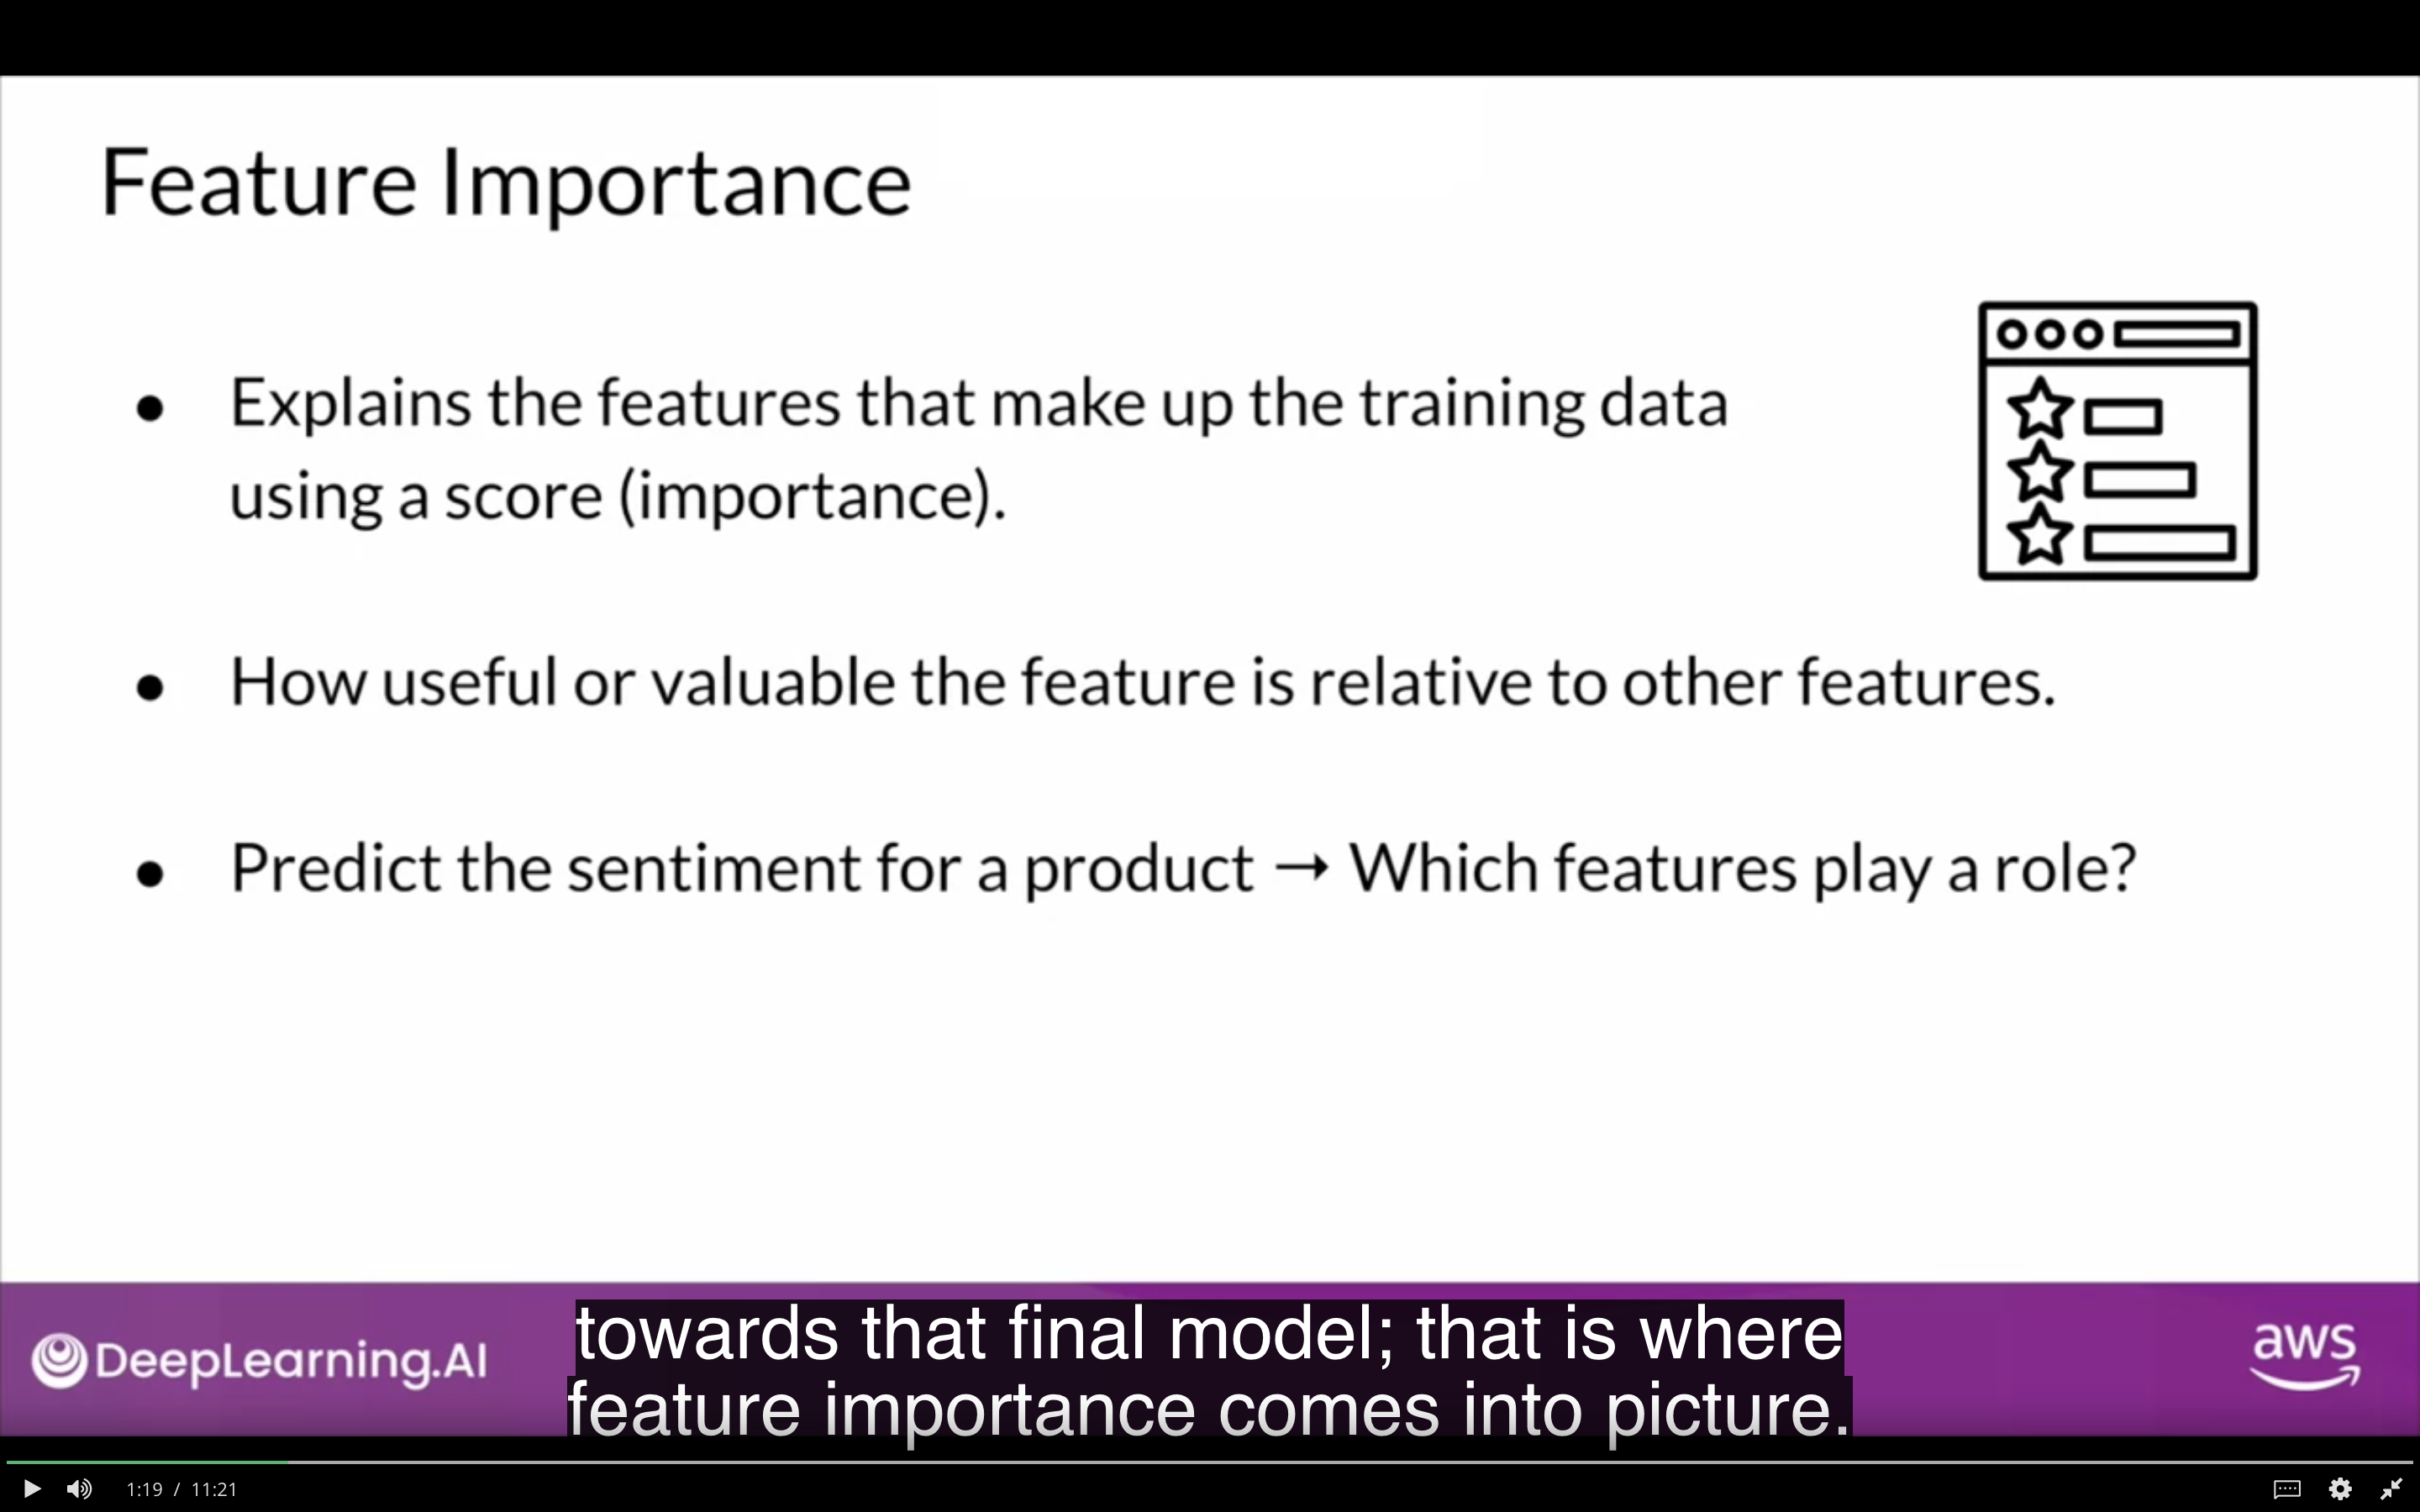 Feature Importance
● Explains the features that make up the training data
using a score (importance).
● How useful or valuable the feature is relative to other features.
● Predict the sentiment for a product → Which features play a role?
DeepLearning.AI
towards that final model; that is where
feature importance comes into picture.
aws
1:19 / 11:21